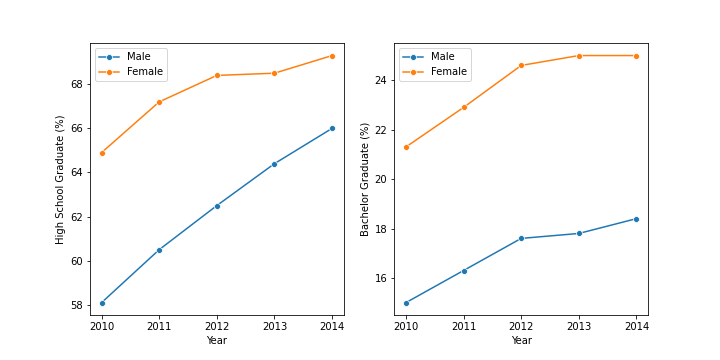 Male
Female
High School Graduate (%)
68
66
64
62
60
58
2010 2011 2012 2013 2014
Year
Male
Female
Bachelor Graduate (%)
24
22
20
18
16
2010 2011 2012 2013 2014
Year